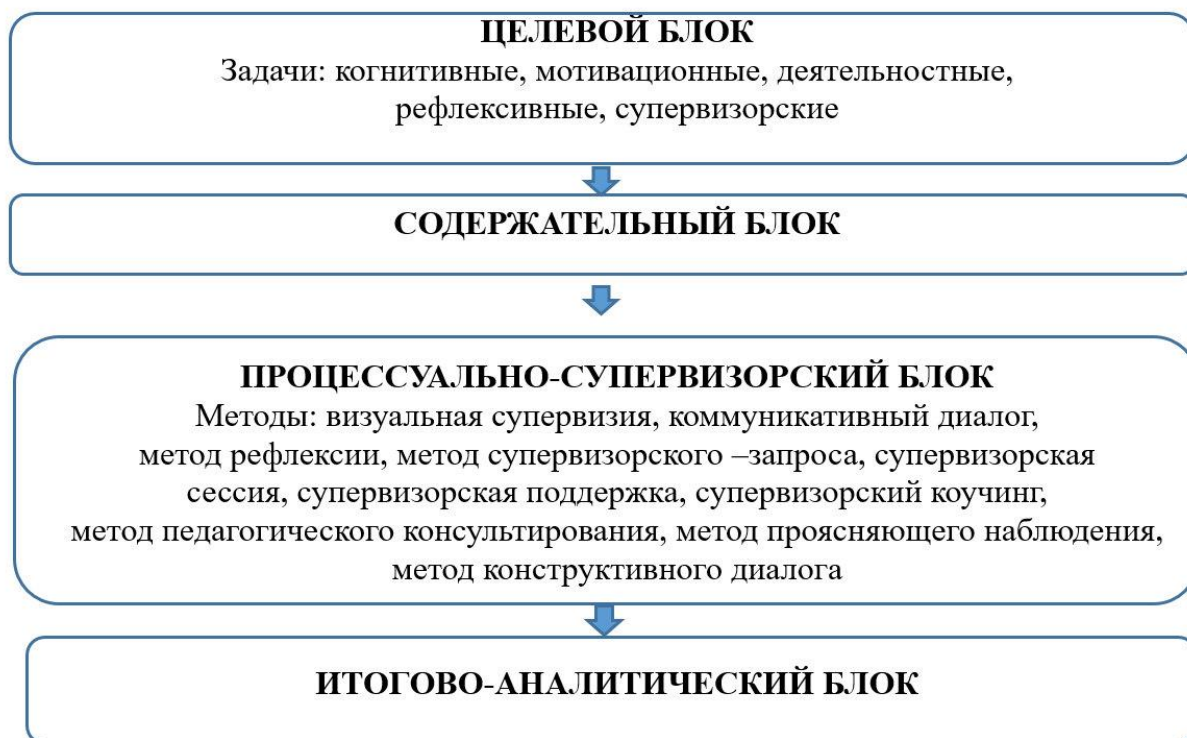 ЦЕЛЕВОЙ БЛОК
Задачи: когнитивные, мотивационные, деятельностные,
рефлексивные, супервизорские
СОДЕРЖАТЕЛЬНЫЙ БЛОК
ПРОЦЕССУАЛЬНО-СУПЕРВИЗОРСКИЙ БЛОК
Методы: визуальная супервизия, коммуникативный диалог,
метод рефлексии, метод супервизорского –запроса, супервизорская
сессия, супервизорская поддержка, супервизорский коучинг,
метод педагогического консультирования, метод проясняющего наблюдения,
метод конструктивного диалога
ИТОГОВО-АНАЛИТИЧЕСКИЙ БЛОК